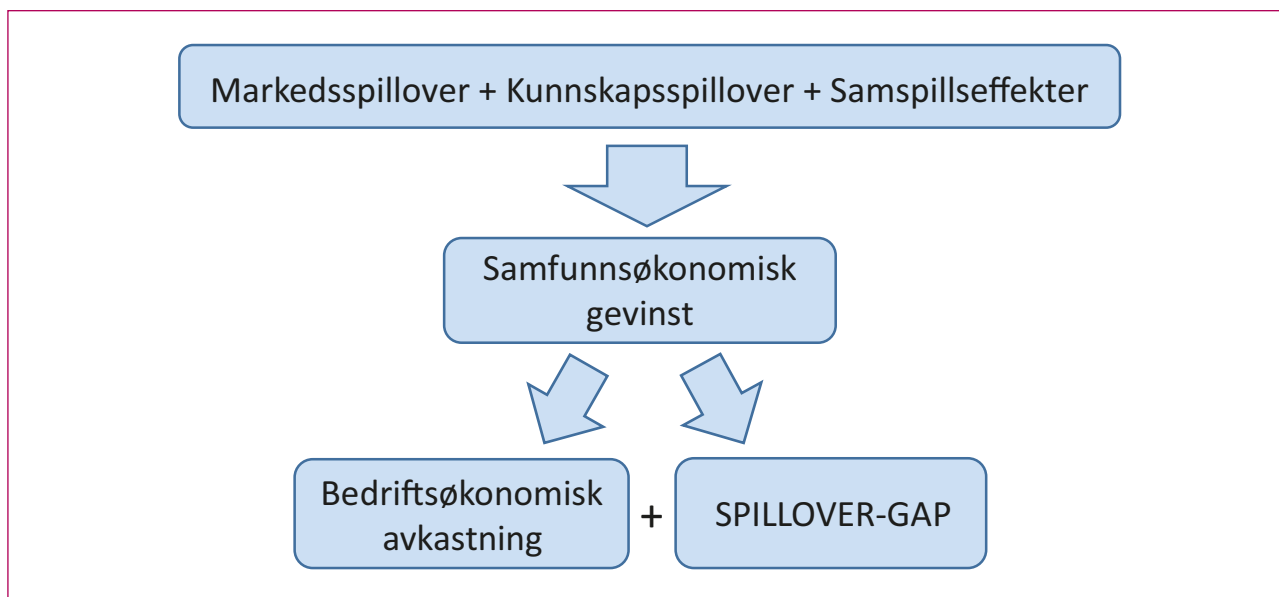 Markedsspillover + Kunnskapsspillover + Samspillseffekter
Samfunnsøkonomisk
gevinst
Bedriftsøkonomisk
avkastning
+
SPILLOVER-GAP